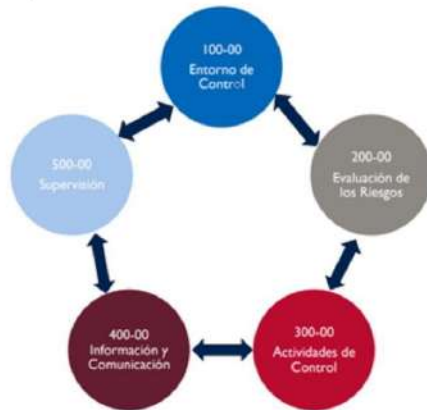 100-00
Entorno de
Control
200-00
Evaluación de
los Riesgos
300-00
Actividades de
Control
400-00
Información y
Comunicación
500-00
Supervisión